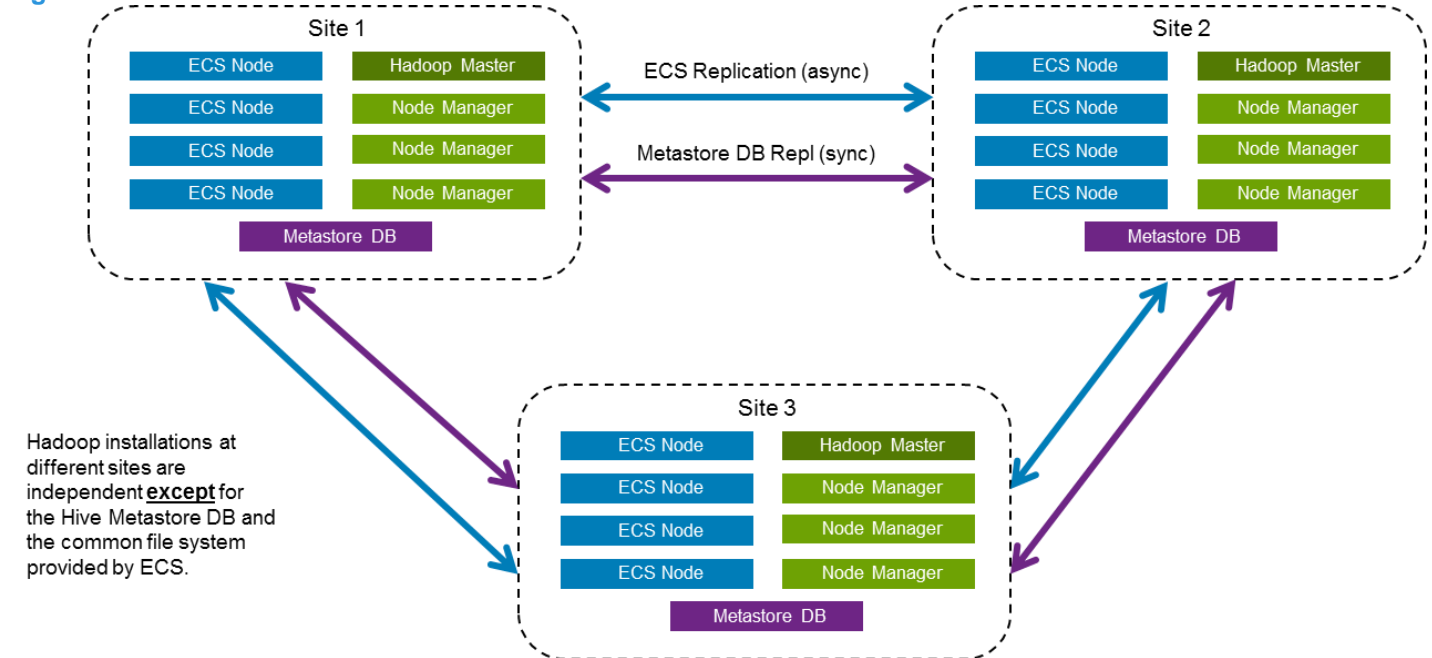 Site 1
ECS Node
Hadoop Master
ECS Node
Node Manager
ECS Node
Node Manager
ECS Node
Node Manager
Metastore DB
ECS Replication (async)
Metastore DB Repl (sync)
Site 2
ECS Node
Hadoop Master
ECS Node
Node Manager
ECS Node
Node Manager
ECS Node
Node Manager
Metastore DB
Hadoop installations at
different sites are
independent except for
the Hive Metastore DB and
the common file system
provided by ECS.
Site 3
ECS Node
Hadoop Master
ECS Node
Node Manager
ECS Node
Node Manager
ECS Node
Node Manager
Metastore DB